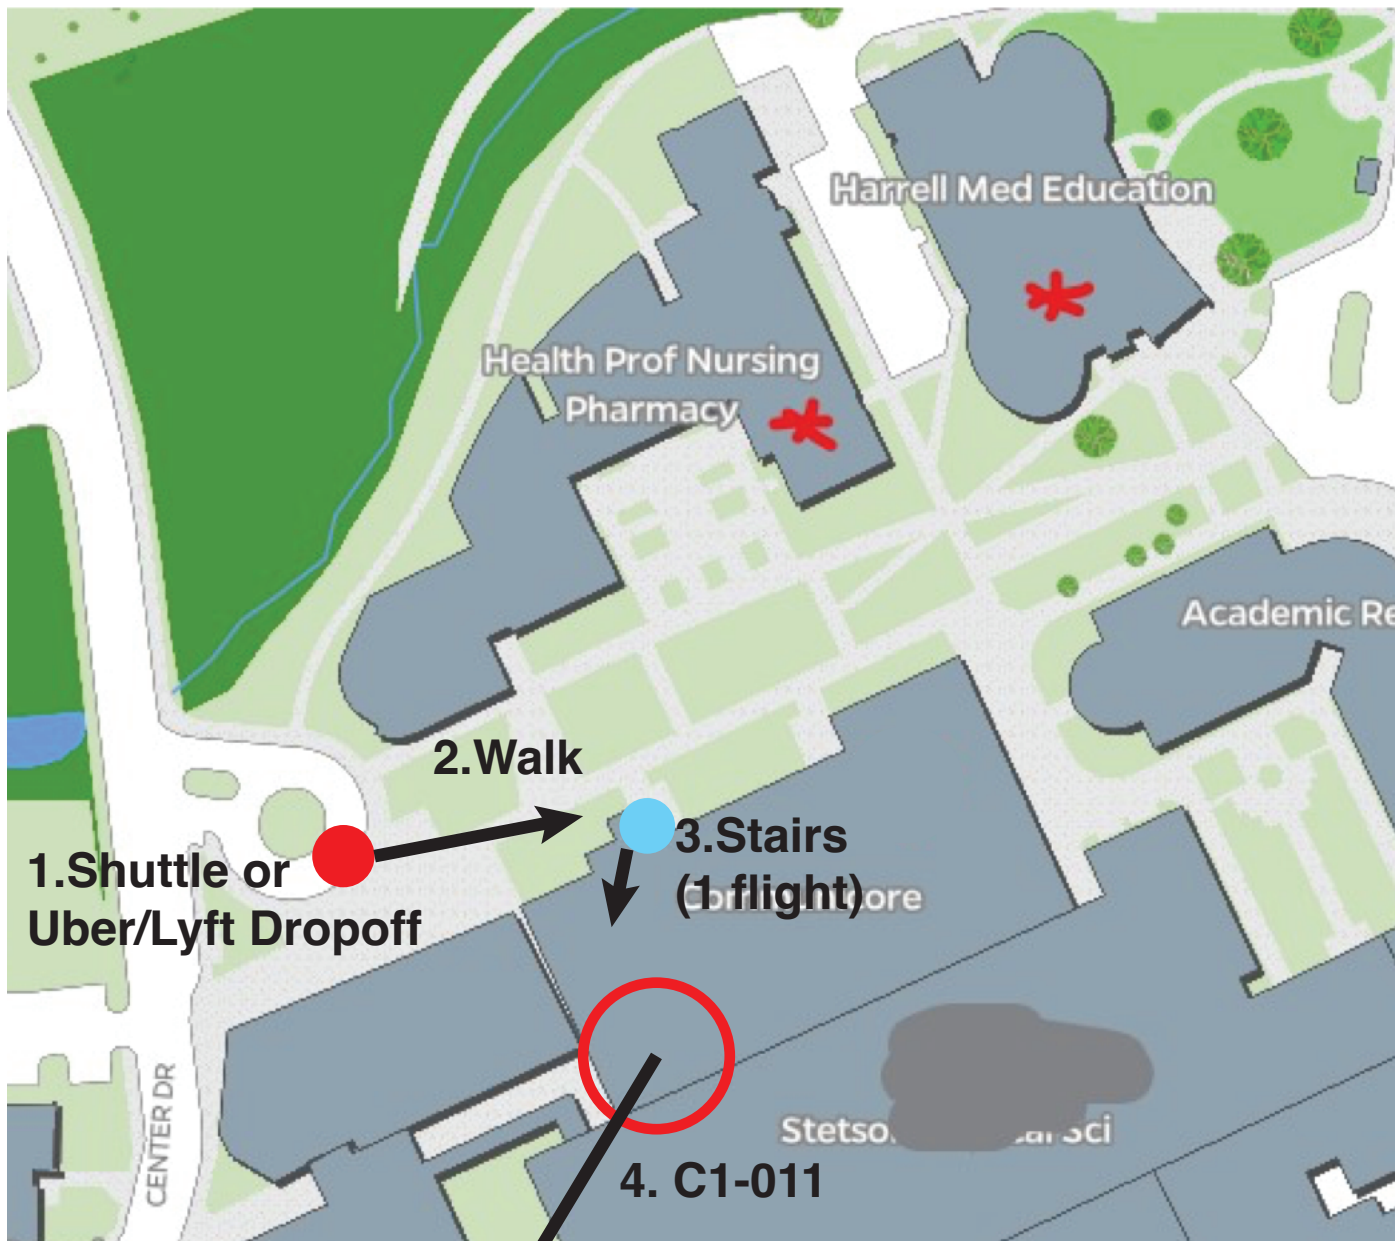 Harrell Med Education
Health Prof Nursing
Pharmacy
Academic Re
2.Walk
3.Stairs
(1 flight)
1.Shuttle or
Uber/Lyft Dropoff
CENTER DR
4. C1-011